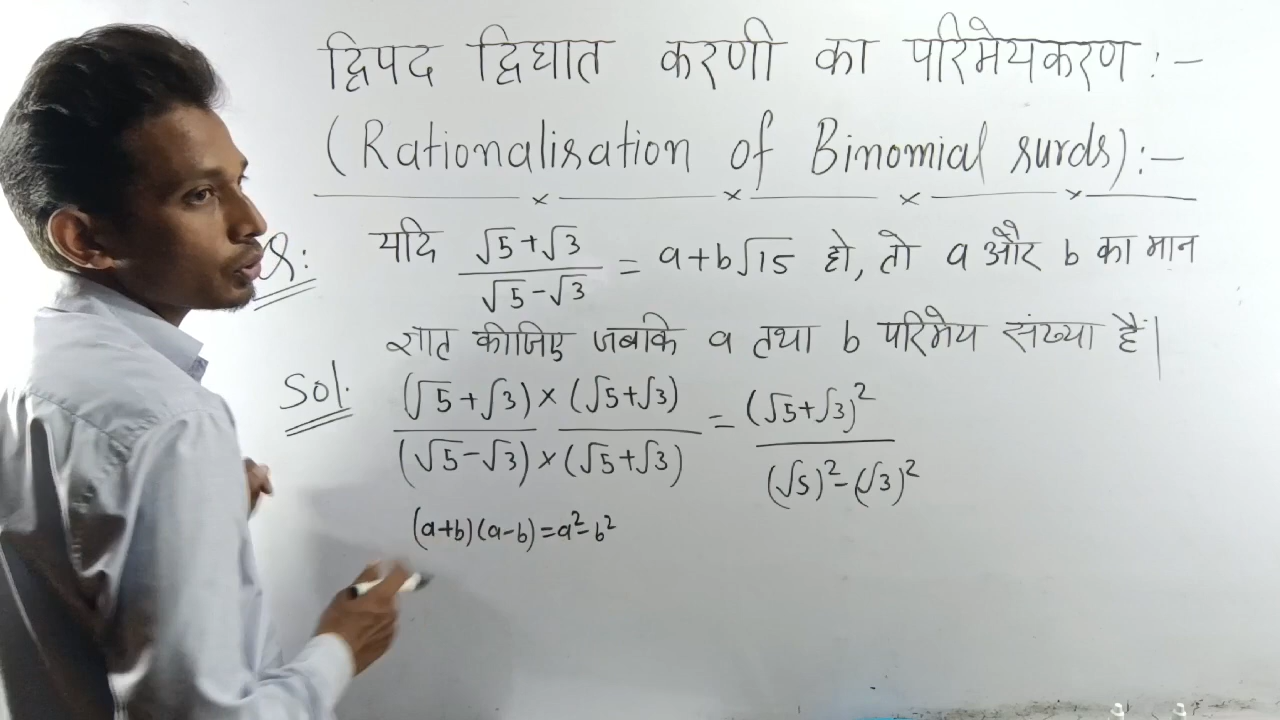 द्विपद द्विघात करणी का परिमेयकरण :-
(Rationalisation of Binomial surds):-
Q: यदि (√5+√3)/(√5-√3) = a+b√15 हो, तो a और b का मान
ज्ञात कीजिए जबकि a तथा b परिमेय संख्या हैं|
Sol. (√5+√3)×(√5+√3)/(√5-√3)×(√5+√3) = (√5+√3)²/(√5)²-(√3)²
(a+b)(a-b)=a²-b²